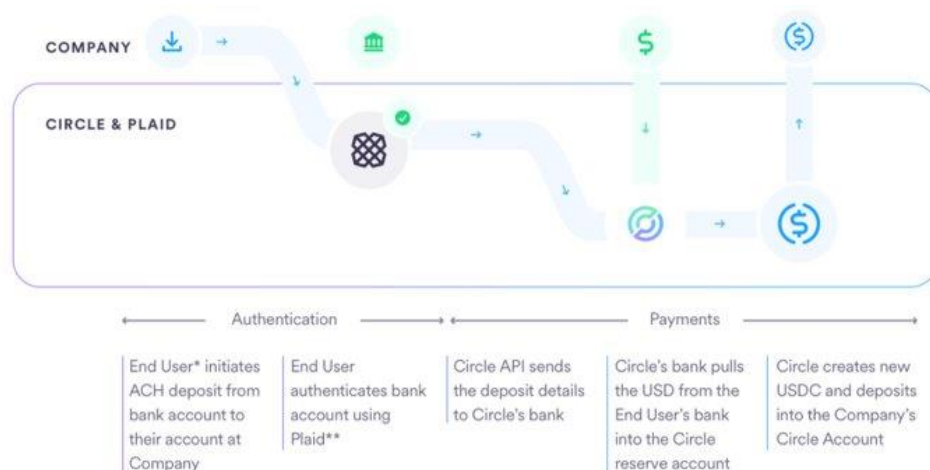 COMPANY
CIRCLE & PLAID
Authentication
Payments
End User* initiates
ACH deposit from
bank account to
their account at
Company
End User
authenticates bank
account using
Plaid**
Circle API sends
the deposit details
to Circle's bank
Circle's bank pulls
the USD from the
End User's bank
into the Circle
reserve account
Circle creates new
USDC and deposits
into the Company's
Circle Account